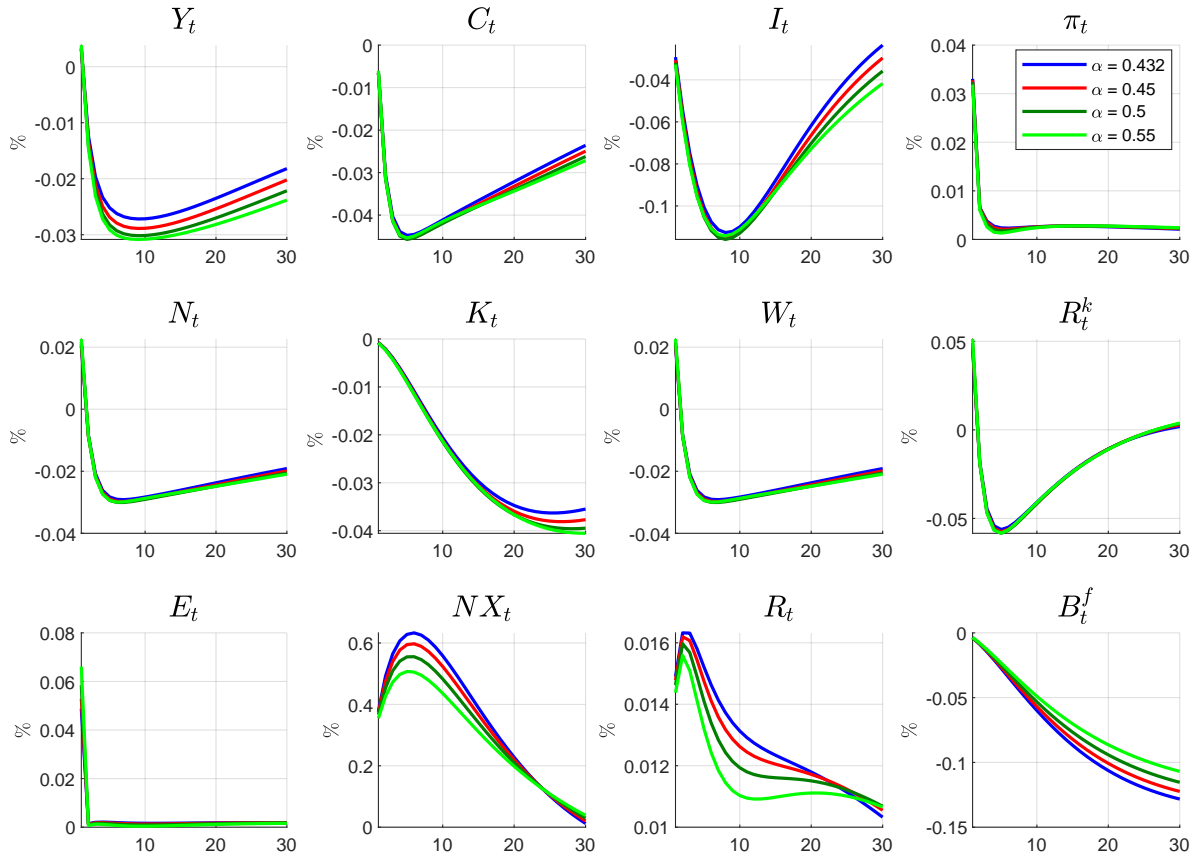 Y_t
C_t
I_t
π_t
%
0
-0.01
-0.02
-0.03
10 20 30
0
-0.01
-0.02
-0.03
-0.04
10 20 30
-0.04
-0.06
-0.08
-0.1
10 20 30
0.04
0.03
0.02
0.01
0
10 20 30
α = 0.432
α = 0.45
α = 0.5
α = 0.55
% % %
N_t
K_t
W_t
R_t^k
%
0.02
0
-0.02
-0.04
10 20 30
%
0
-0.01
-0.02
-0.03
-0.04
10 20 30
%
0.02
0
-0.02
-0.04
10 20 30
%
0.05
0
-0.05
10 20 30
E_t
NX_t
R_t
B_t^f
%
0.08
0.06
0.04
0.02
0
10 20 30
%
0.6
0.4
0.2
0
10 20 30
%
0.016
0.014
0.012
0.01
10 20 30
%
0
-0.05
-0.1
-0.15
10 20 30